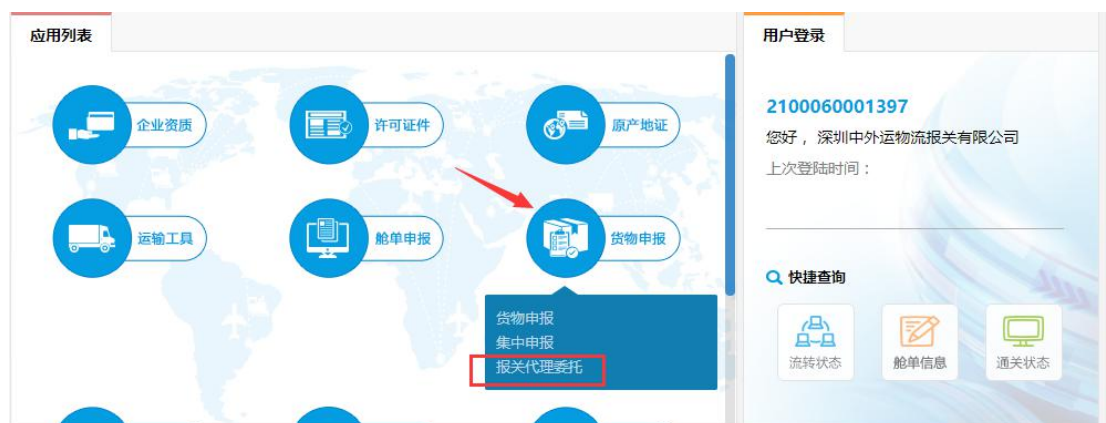 应用列表
企业资质
许可证件
原产地证
运输工具
舱单申报
货物申报
货物申报
集中申报
报关代理委托
用户登录
2100060001397
您好，深圳中外运物流报关有限公司
上次登陆时间：
快捷查询
流转状态
舱单信息
通关状态